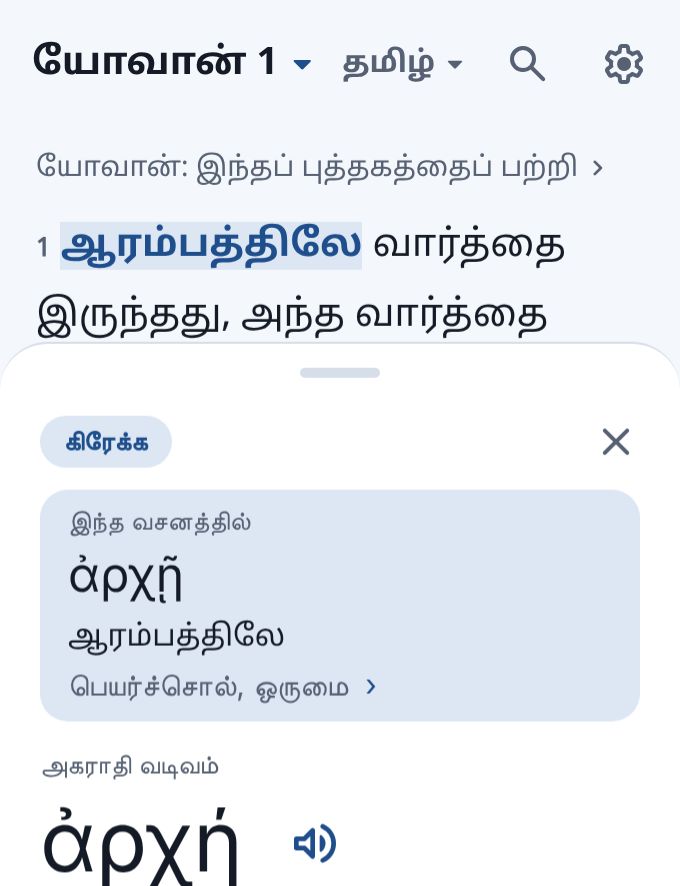 யோவான் 1 தமிழ்
யோவான்: இந்தப் புத்தகத்தைப் பற்றி
1 ஆரம்பத்திலே வார்த்தை
இருந்தது, அந்த வார்த்தை
கிரேக்க
இந்த வசனத்தில்
ἀρχῇ
ஆரம்பத்திலே
பெயர்ச்சொல், ஒருமை
அகராதி வடிவம்
ἀρχή